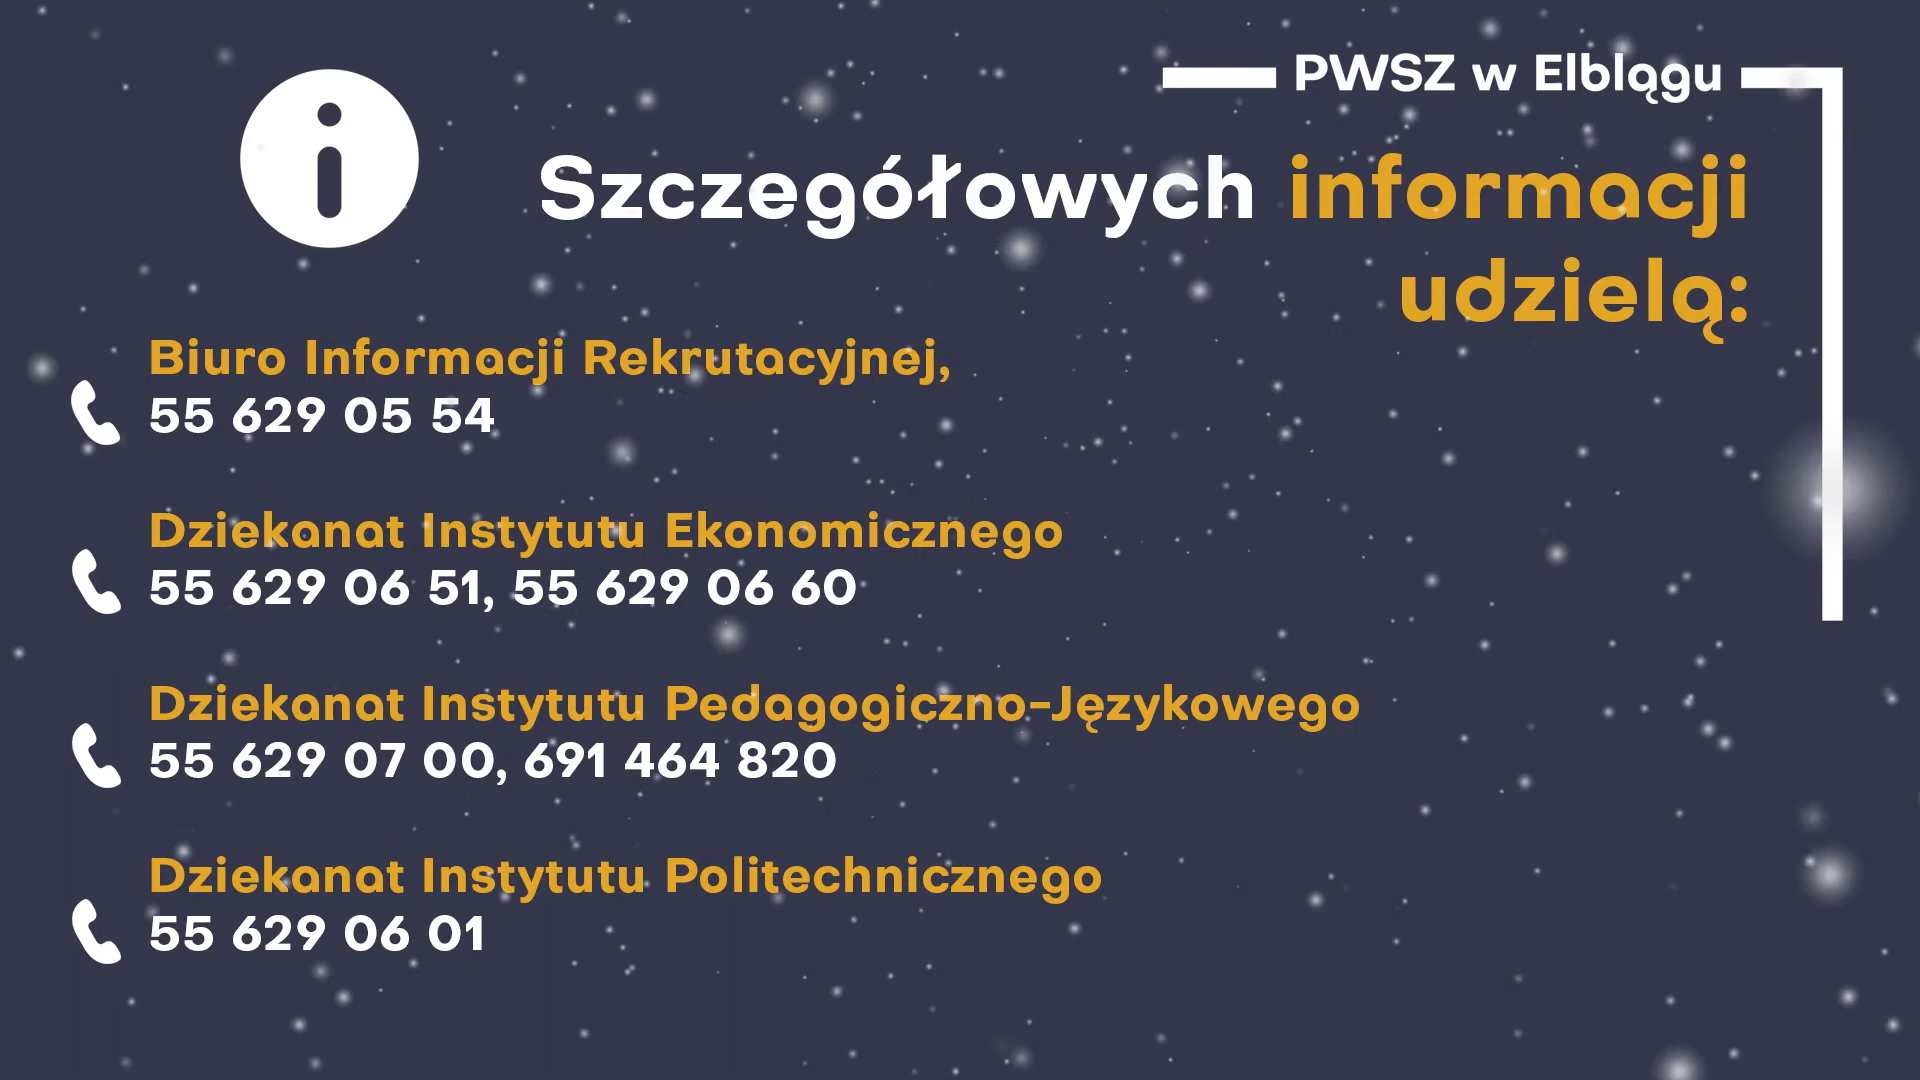 PWSZ w Elblągu
Szczegółowych informacji
udzielą:
Biuro Informacji Rekrutacyjnej,
55 629 05 54
Dziekanat Instytutu Ekonomicznego
55 629 06 51, 55 629 06 60
Dziekanat Instytutu Pedagogiczno-Językowego
55 629 07 00, 691 464 820
Dziekanat Instytutu Politechnicznego
55 629 06 01